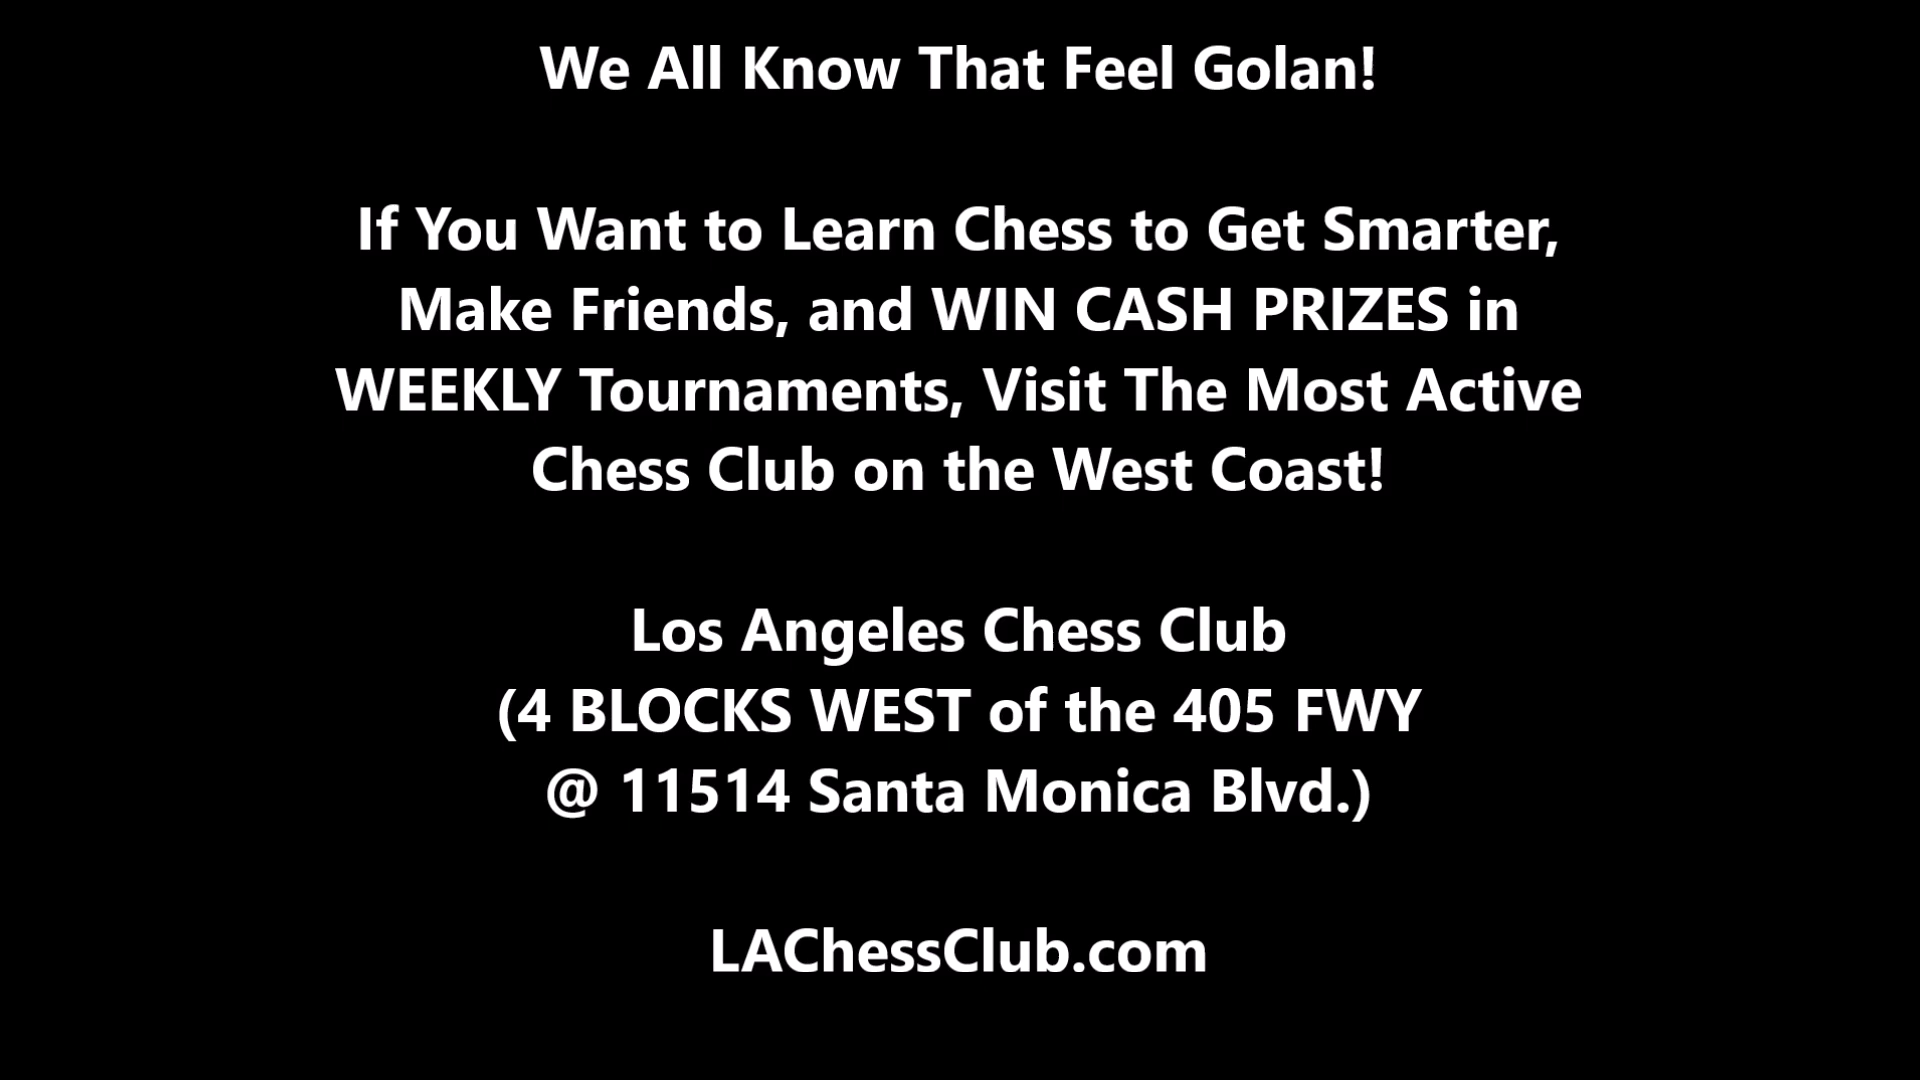 We All Know That Feel Golan!
If You Want to Learn Chess to Get Smarter,
Make Friends, and WIN CASH PRIZES in
WEEKLY Tournaments, Visit The Most Active
Chess Club on the West Coast!
Los Angeles Chess Club
(4 BLOCKS WEST of the 405 FWY
@ 11514 Santa Monica Blvd.)
LAChessClub.com